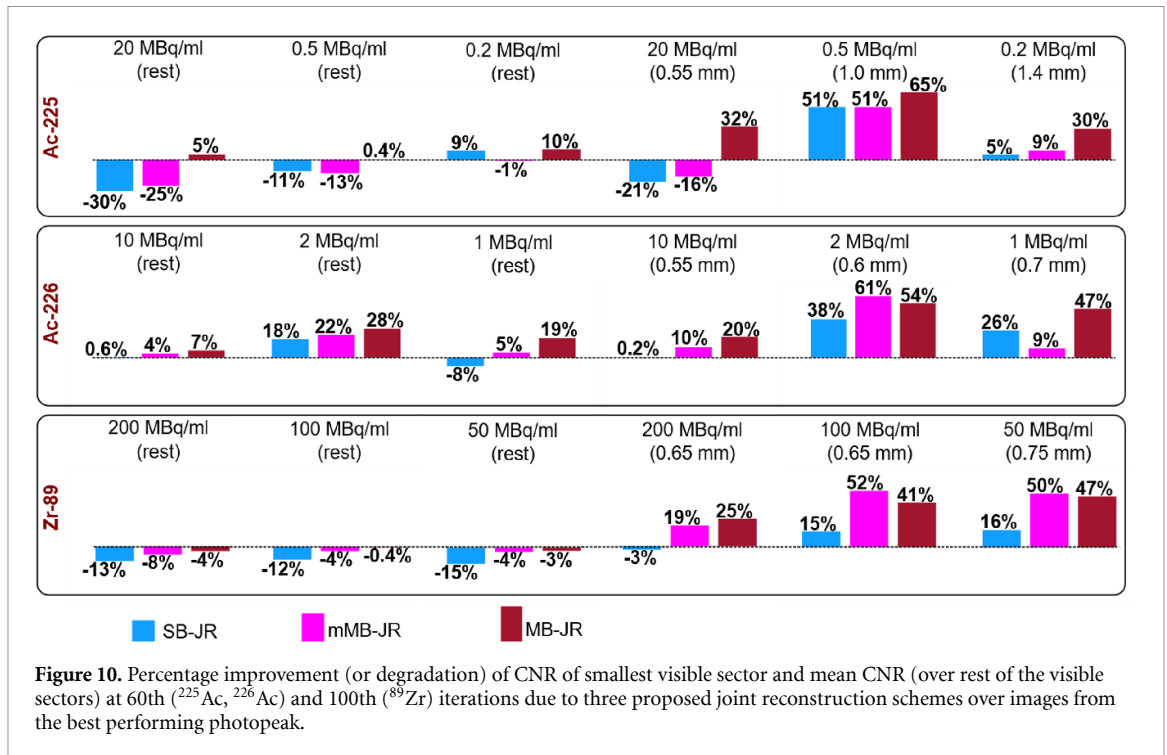 20 MBq/ml 0.5 MBq/ml 0.2 MBq/ml 20 MBq/ml 0.5 MBq/ml 0.2 MBq/ml
(rest) (rest) (rest) (0.55 mm) (1.0 mm) (1.4 mm)
Ac-225
5% 0.4% 9% 10% 32% 51% 51% 65% 5% 9% 30%
-30% -25% -11% -13% -1% -21% -16%
10 MBq/ml 2 MBq/ml 1 MBq/ml 10 MBq/ml 2 MBq/ml 1 MBq/ml
(rest) (rest) (rest) (0.55 mm) (0.6 mm) (0.7 mm)
Ac-226
0.6% 4% 7% 18% 22% 28% 5% 19% 0.2% 10% 20% 38% 61% 54% 26% 9% 47%
-8%
200 MBq/ml 100 MBq/ml 50 MBq/ml 200 MBq/ml 100 MBq/ml 50 MBq/ml
(rest) (rest) (rest) (0.65 mm) (0.65 mm) (0.75 mm)
Zr-89
19% 25% 15% 52% 41% 16% 50% 47%
-13% -8% -4% -12% -4% -0.4% -15% -4% -3% -3%
SB-JR mMB-JR MB-JR
Figure 10. Percentage improvement (or degradation) of CNR of smallest visible sector and mean CNR (over rest of the visible
sectors) at 60th (²²⁵Ac, ²²⁶Ac) and 100th (⁸⁹Zr) iterations due to three proposed joint reconstruction schemes over images from
the best performing photopeak.